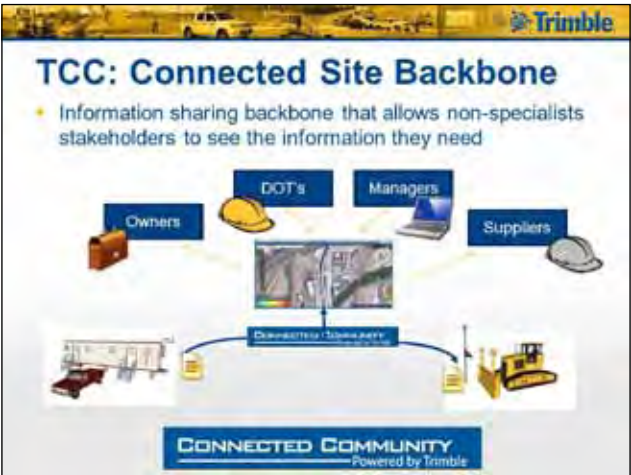 Trimble
TCC: Connected Site Backbone
Information sharing backbone that allows non-specialists
stakeholders to see the information they need
DOT's
Managers
Owners
Suppliers
CONNECTED COMMUNITY
CONNECTED COMMUNITY
Powered by Trimble